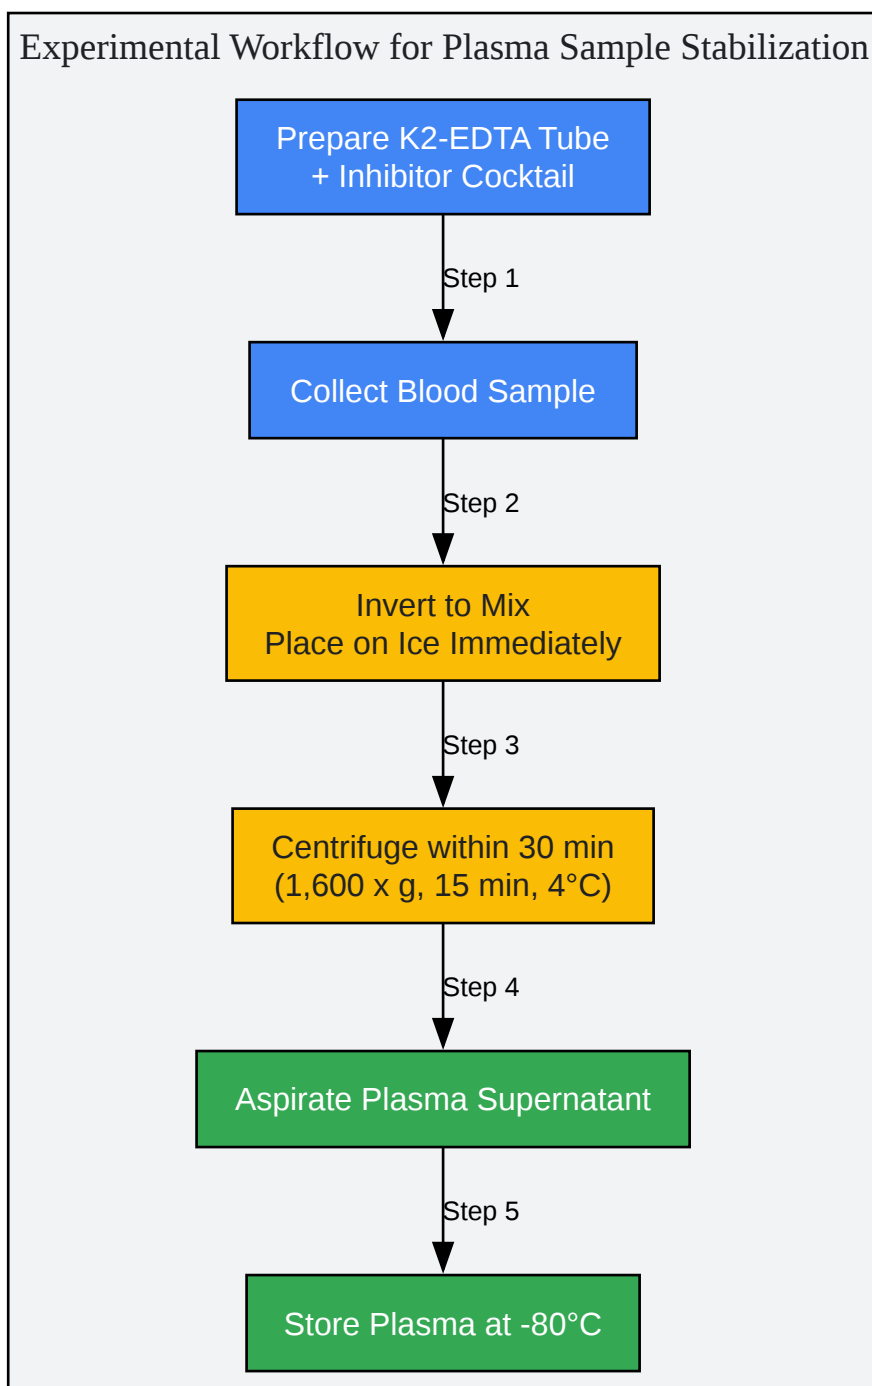 Experimental Workflow for Plasma Sample Stabilization
Prepare K2-EDTA Tube
+ Inhibitor Cocktail
Step 1
Collect Blood Sample
Step 2
Invert to Mix
Place on Ice Immediately
Step 3
Centrifuge within 30 min
(1,600 x g, 15 min, 4°C)
Step 4
Aspirate Plasma Supernatant
Step 5
Store Plasma at -80°C